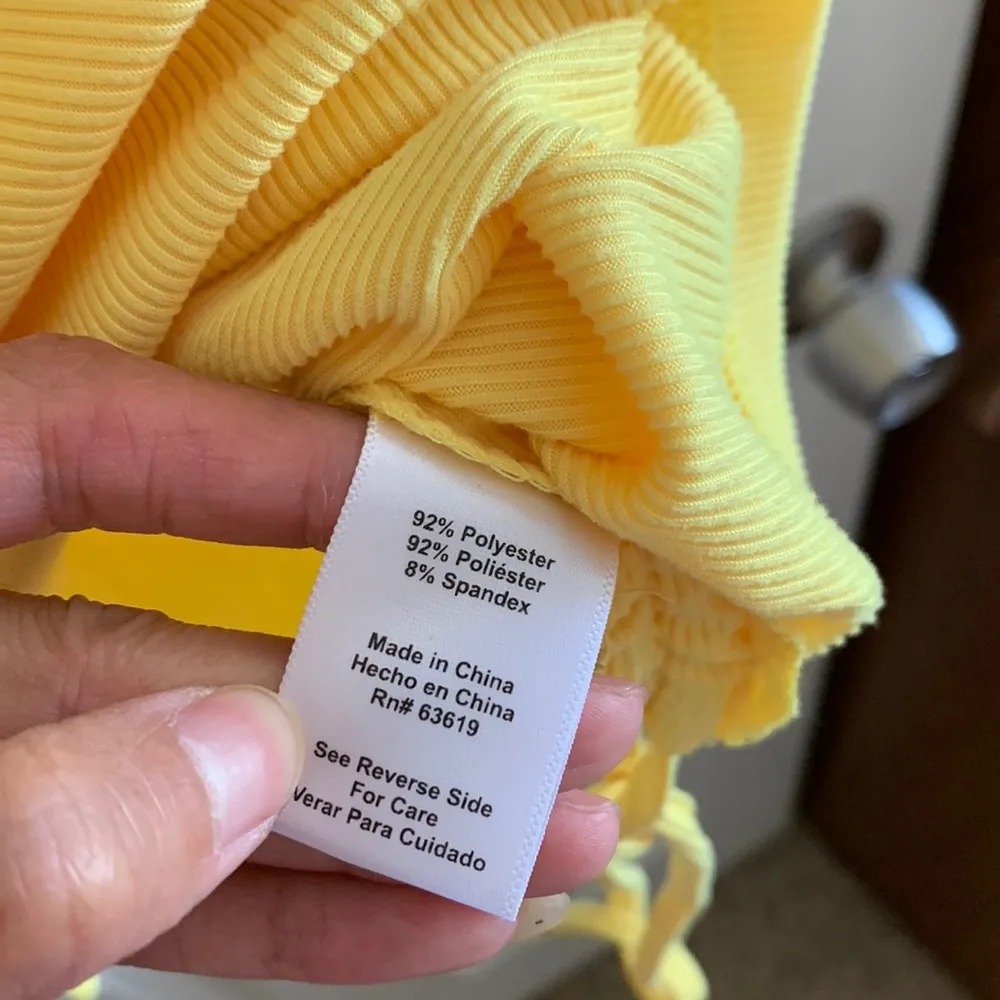 92% Polyester
92% Poliéster
8% Spandex
Made in China
Hecho en China
Rn# 63619
See Reverse Side
For Care
Verar Para Cuidado